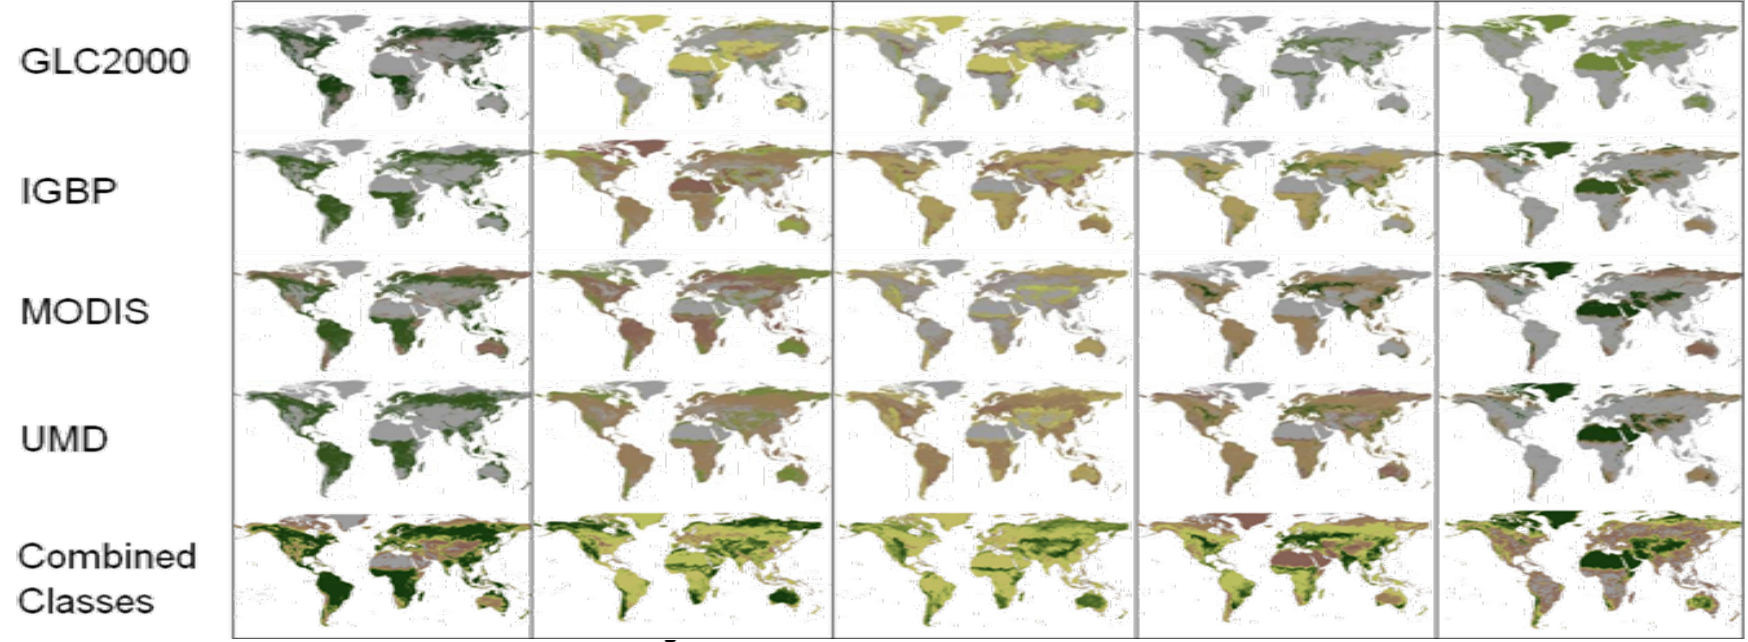 GLC2000
IGBP
MODIS
UMD
Combined
Classes